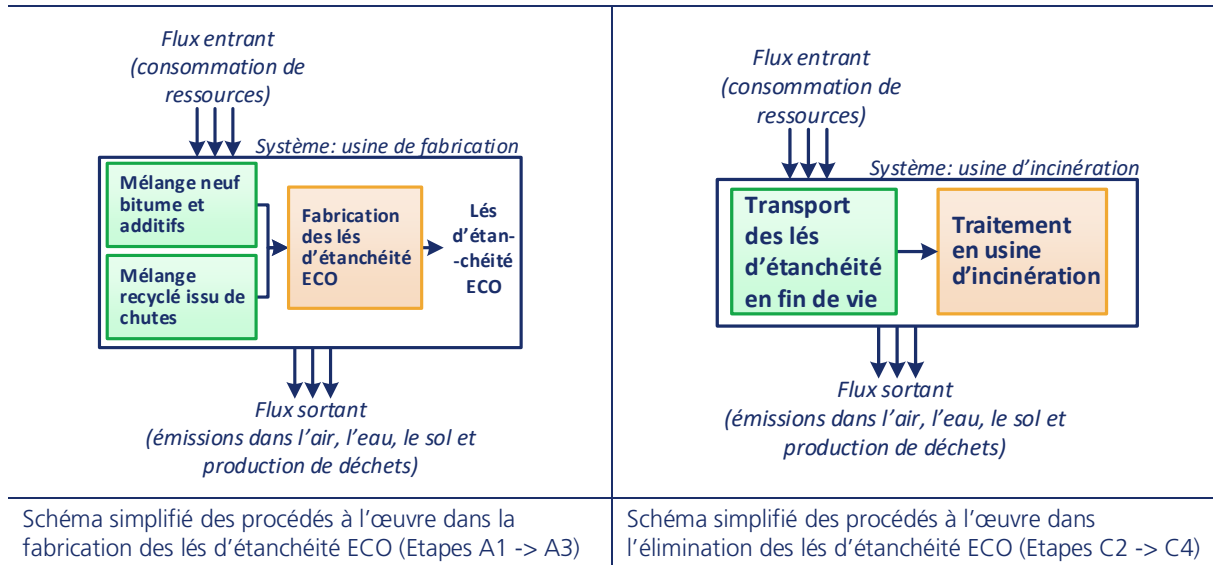 Flux entrant
(consommation de
ressources)
Système: usine de fabrication
Mélange neuf
bitume et
additifs
Mélange
recyclé issu de
chutes
Fabrication
des lés
d’étanchéité
ECO
Lés
d’étan-
-chéité
ECO
Flux sortant
(émissions dans l’air, l’eau, le sol et
production de déchets)
Schéma simplifié des procédés à l’œuvre dans la
fabrication des lés d’étanchéité ECO (Etapes A1 -> A3)
Flux entrant
(consommation de
ressources)
Système: usine d’incinération
Transport
des lés
d’étanchéité
en fin de vie
Traitement
en usine
d’incinération
Flux sortant
(émissions dans l’air, l’eau, le sol et
production de déchets)
Schéma simplifié des procédés à l’œuvre dans
l’élimination des lés d’étanchéité ECO (Etapes C2 -> C4)